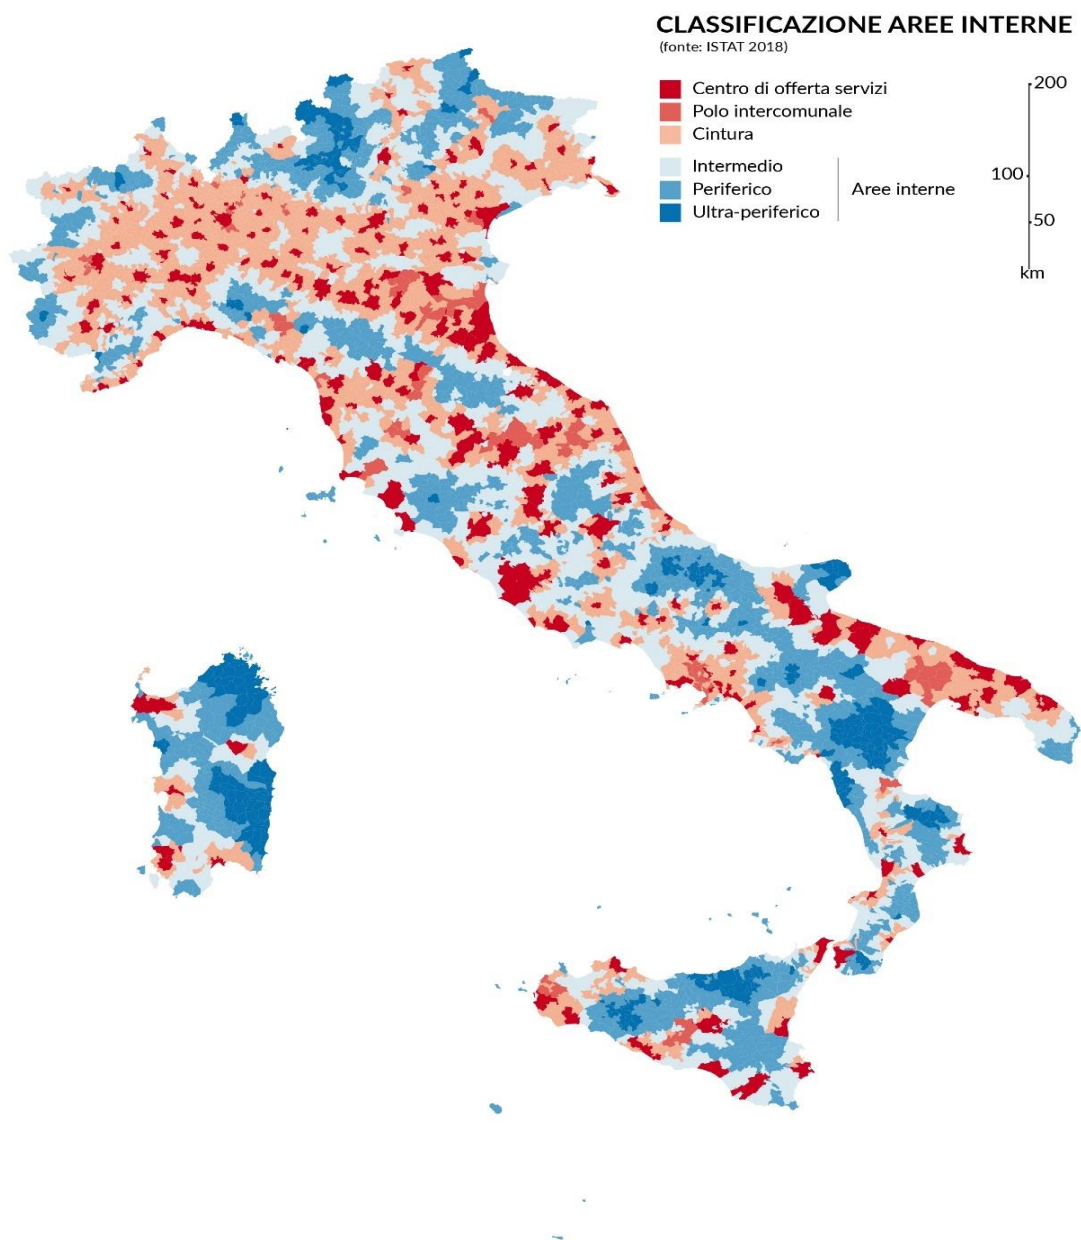 CLASSIFICAZIONE AREE INTERNE
(fonte: ISTAT 2018)
Centro di offerta servizi
Polo intercomunale
Cintura
Intermedio
Periferico
Ultra-periferico
Aree interne
200
100
50
km